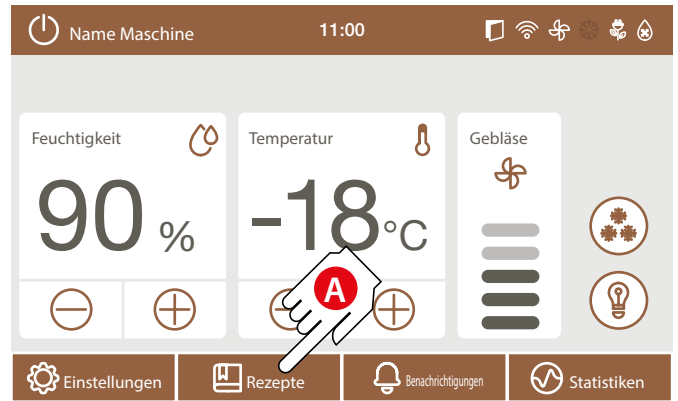 Name Maschine 11:00
Feuchtigkeit
90 %
Temperatur
-18°C
Gebläse
A
Einstellungen
Rezepte
Benachrichtigungen
Statistiken